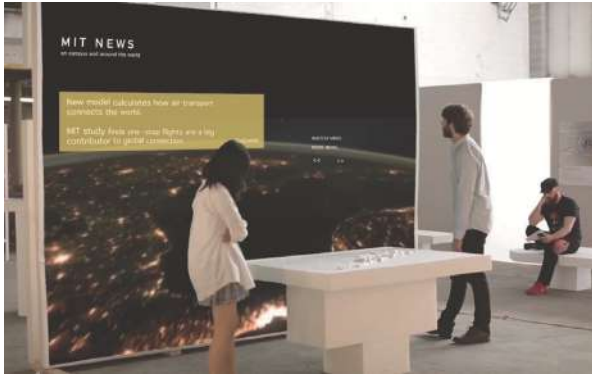 MIT NEWS
on campus and around the world
New model calculates how air transport
connects the world.
MIT study finds one-stop flights are a key
contributor to global connection.